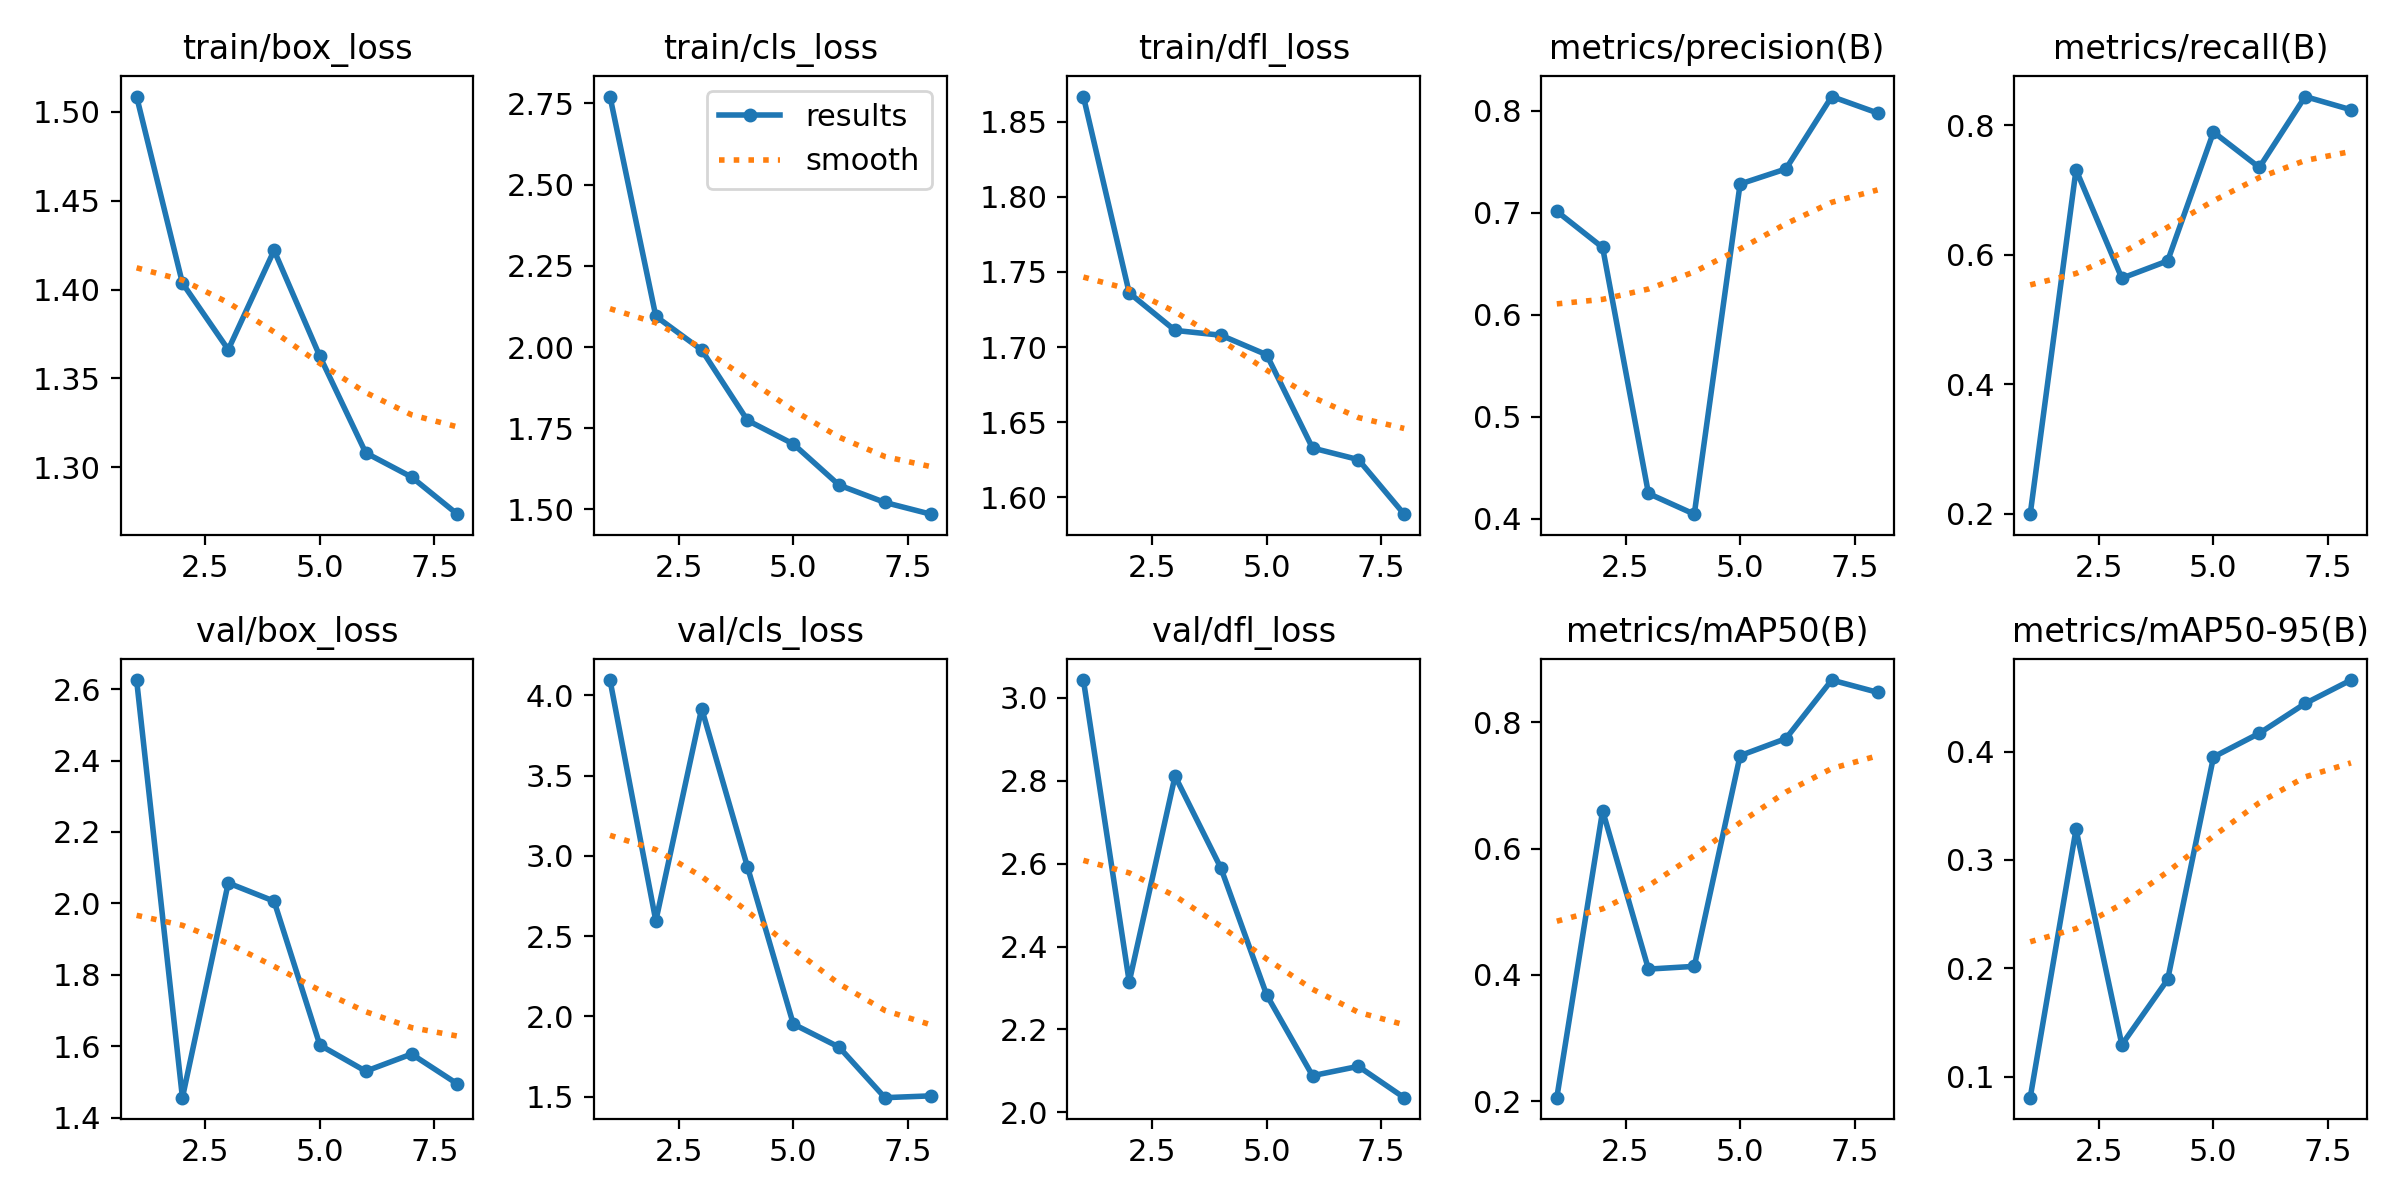 train/box_loss
1.50
1.45
1.40
1.35
1.30
2.5 5.0 7.5
train/cls_loss
results
smooth
2.75
2.50
2.25
2.00
1.75
1.50
2.5 5.0 7.5
train/dfl_loss
1.85
1.80
1.75
1.70
1.65
1.60
2.5 5.0 7.5
metrics/precision(B)
0.8
0.7
0.6
0.5
0.4
2.5 5.0 7.5
metrics/recall(B)
0.8
0.6
0.4
0.2
2.5 5.0 7.5
val/box_loss
2.6
2.4
2.2
2.0
1.8
1.6
1.4
2.5 5.0 7.5
val/cls_loss
4.0
3.5
3.0
2.5
2.0
1.5
2.5 5.0 7.5
val/dfl_loss
3.0
2.8
2.6
2.4
2.2
2.0
2.5 5.0 7.5
metrics/mAP50(B)
0.8
0.6
0.4
0.2
2.5 5.0 7.5
metrics/mAP50-95(B)
0.4
0.3
0.2
0.1
2.5 5.0 7.5